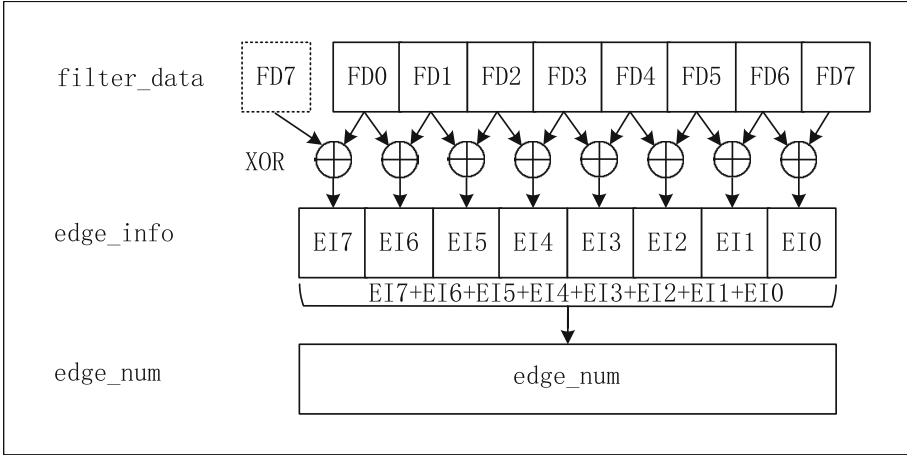 filter_data FD7 FD0 FD1 FD2 FD3 FD4 FD5 FD6 FD7
XOR
edge_info EI7 EI6 EI5 EI4 EI3 EI2 EI1 EI0
EI7+EI6+EI5+EI4+EI3+EI2+EI1+EI0
edge_num edge_num